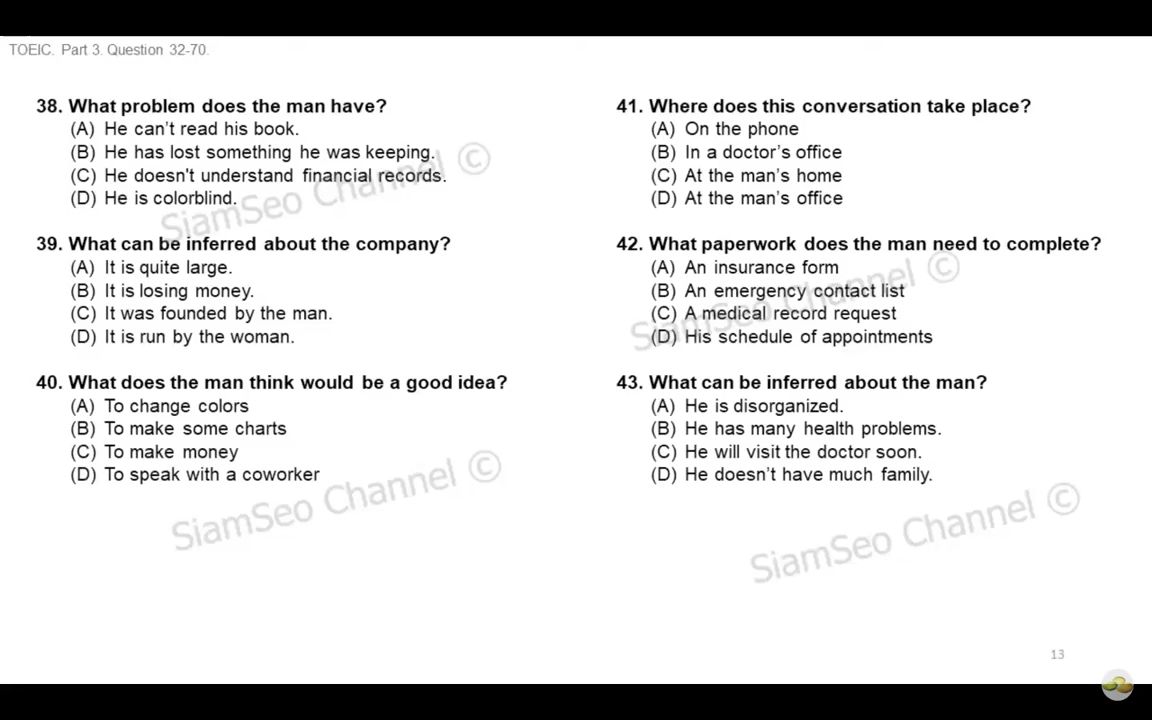 TOEIC. Part 3. Question 32-70.
38. What problem does the man have?
(A) He can't read his book.
(B) He has lost something he was keeping.
(C) He doesn't understand financial records.
(D) He is colorblind.
39. What can be inferred about the company?
(A) It is quite large.
(B) It is losing money.
(C) It was founded by the man.
(D) It is run by the woman.
40. What does the man think would be a good idea?
(A) To change colors
(B) To make some charts
(C) To make money
(D) To speak with a coworker
SiamSeo Channel ©
SiamSeo Channel ©
41. Where does this conversation take place?
(A) On the phone
(B) In a doctor's office
(C) At the man's home
(D) At the man's office
42. What paperwork does the man need to complete?
(A) An insurance form
(B) An emergency contact list
(C) A medical record request
(D) His schedule of appointments
43. What can be inferred about the man?
(A) He is disorganized.
(B) He has many health problems.
(C) He will visit the doctor soon.
(D) He doesn't have much family.
SiamSeo Channel ©
SiamSeo Channel ©
13